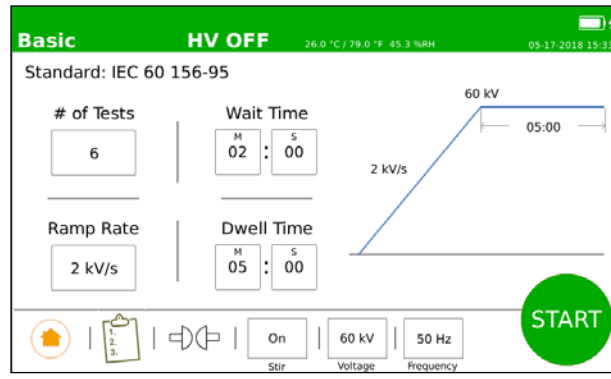 Basic HV OFF 26.0 °C / 79.0 °F 45.3 %RH 05-17-2018 15:33
Standard: IEC 60 156-95
# of Tests
6
Wait Time
M S
02 : 00
Ramp Rate
2 kV/s
Dwell Time
M S
05 : 00
60 kV
05:00
2 kV/s
1.
2.
3.
On
Stir
60 kV
Voltage
50 Hz
Frequency
START